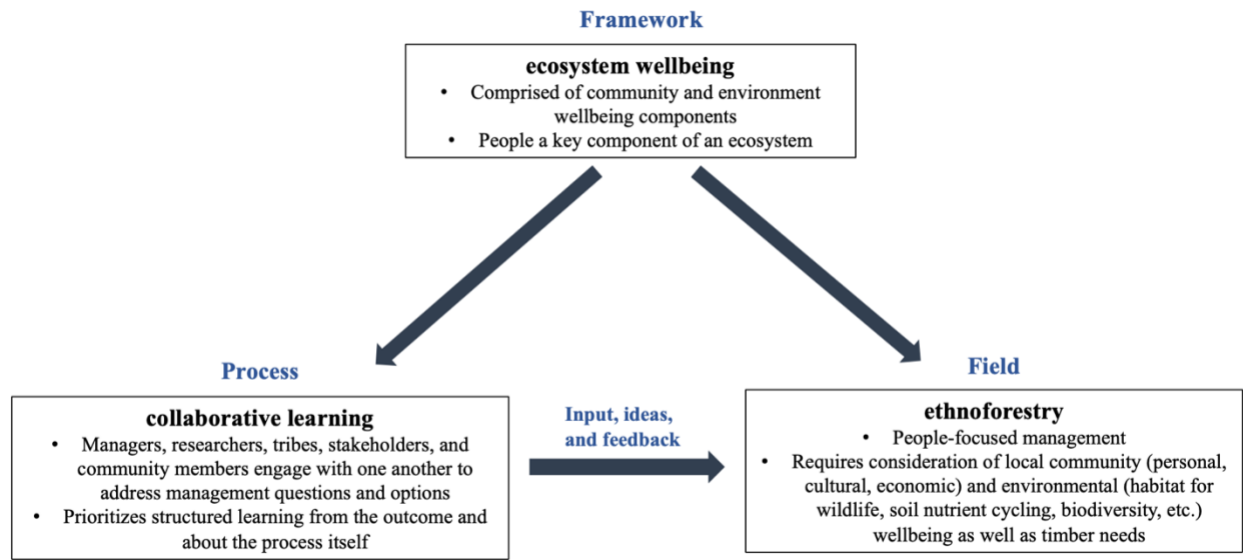 Framework
ecosystem wellbeing
• Comprised of community and environment
wellbeing components
• People a key component of an ecosystem
Process
collaborative learning
• Managers, researchers, tribes, stakeholders, and
community members engage with one another to
address management questions and options
• Prioritizes structured learning from the outcome and
about the process itself
Input, ideas,
and feedback
Field
ethnoforestry
• People-focused management
• Requires consideration of local community (personal,
cultural, economic) and environmental (habitat for
wildlife, soil nutrient cycling, biodiversity, etc.)
wellbeing as well as timber needs